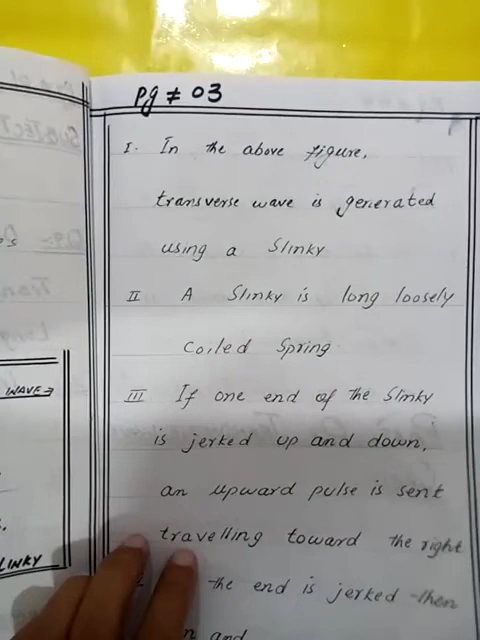 Pg ≠ 03
I. In the above figure,
transverse wave is generated
using a Slinky
II A Slinky is long loosely
coiled Spring.
III If one end of the Slinky
is jerked up and down,
an upward pulse is sent
travelling toward the right
the end is jerked then
and
WAVE
SLINKY